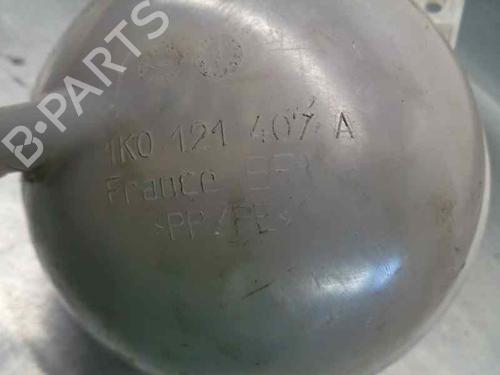 1K0 121 407 A
France
>PP/PE<
B-PARTS